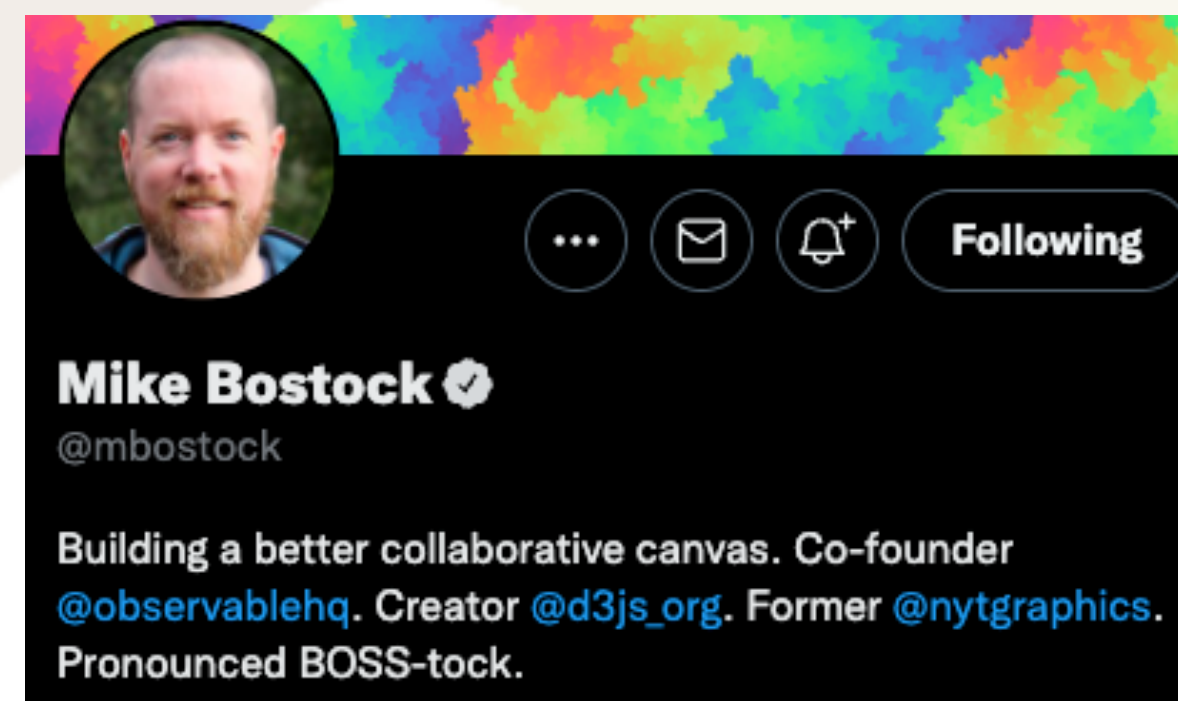 Following
Mike Bostock
@mbostock
Building a better collaborative canvas. Co-founder
@observablehq. Creator @d3js_org. Former @nytgraphics.
Pronounced BOSS-tock.